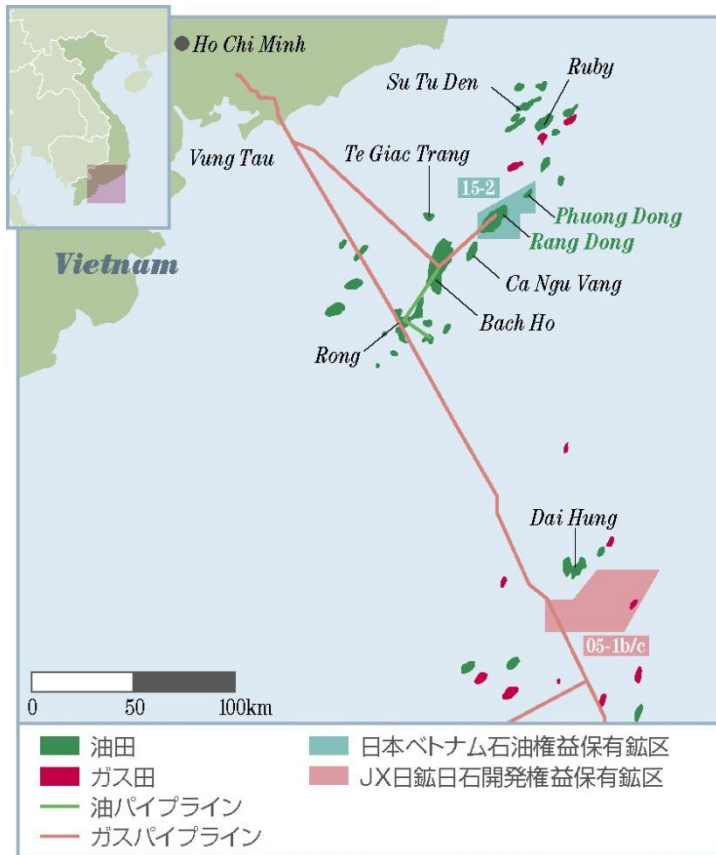 Ho Chi Minh
Su Tu Den
Ruby
Vung Tau
Te Giac Trang
15-2
Phuong Dong
Rang Dong
Vietnam
Ca Ngu Vang
Bach Ho
Rong
Dai Hung
05-1b/c
0 50 100km
油田
ガス田
油パイプライン
ガスパイプライン
日本ベトナム石油権益保有鉱区
JX日鉱日石開発権益保有鉱区